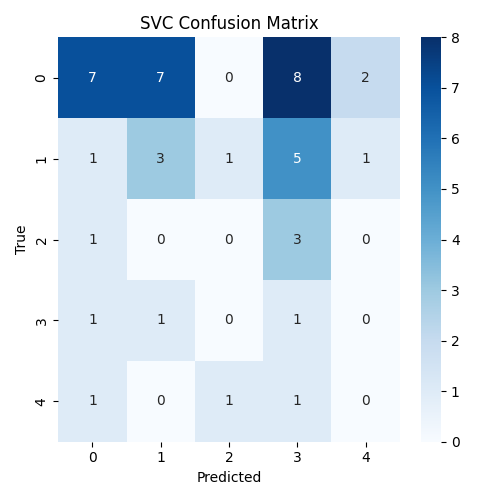 SVC Confusion Matrix
True
0 7 7 0 8 2
1 1 3 1 5 1
2 1 0 0 3 0
3 1 1 0 1 0
4 1 0 1 1 0
0 1 2 3 4
Predicted
8
7
6
5
4
3
2
1
0